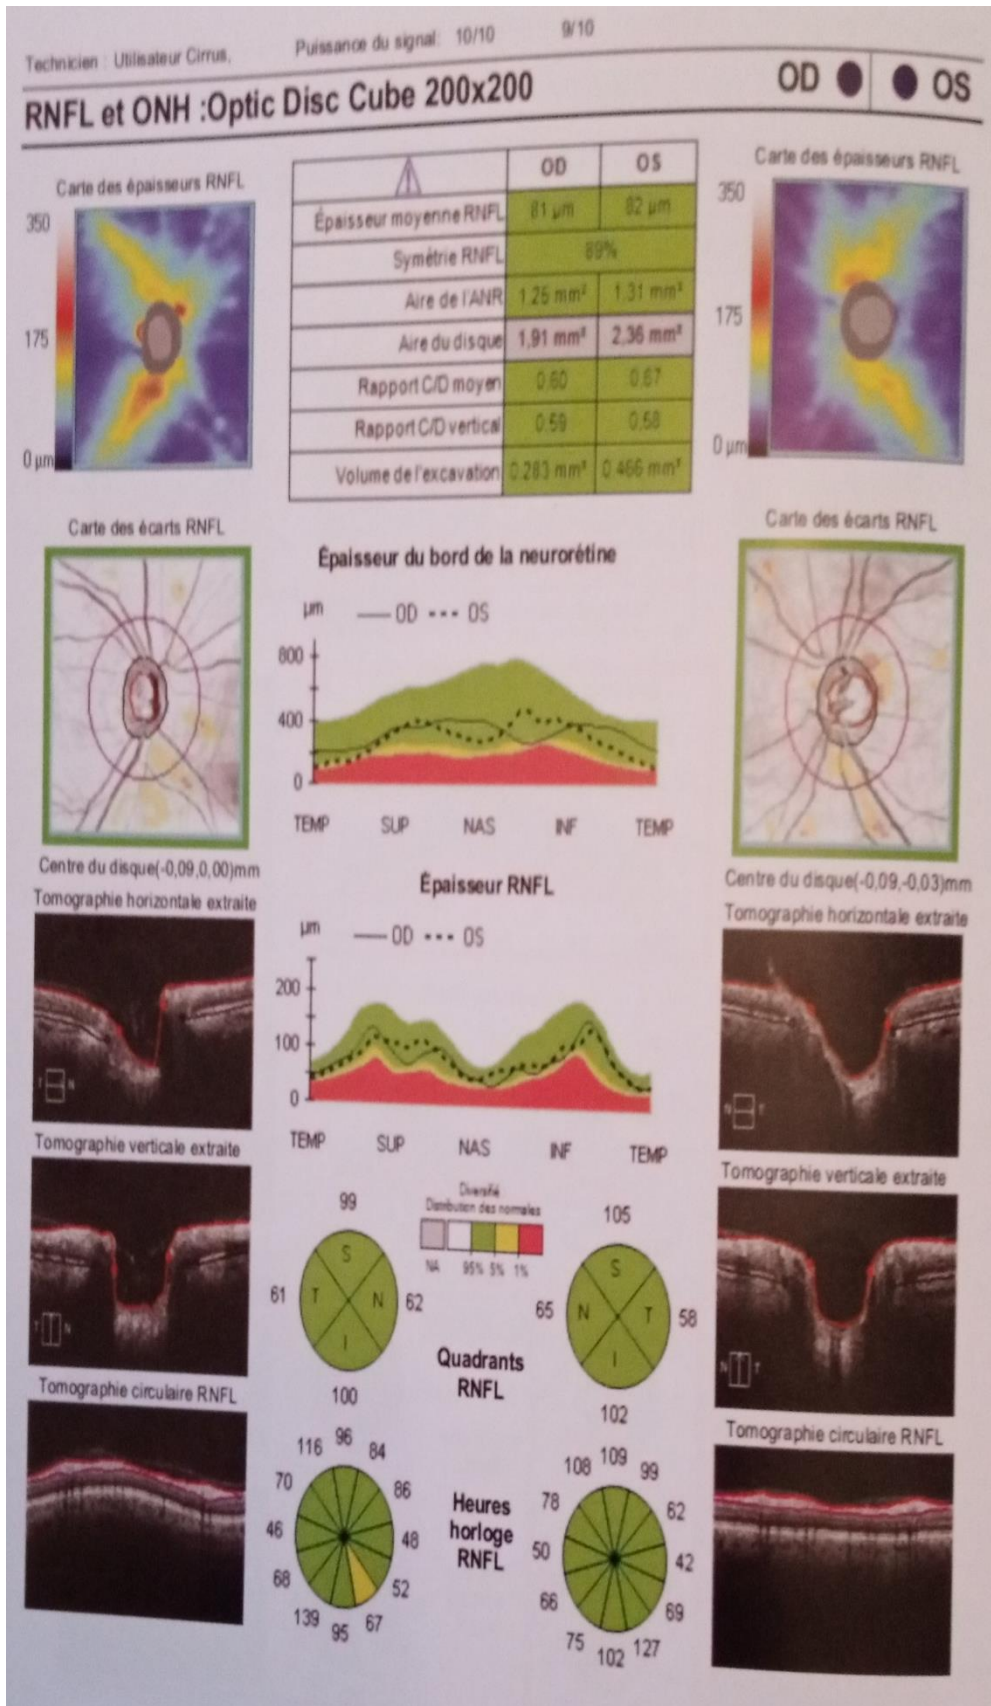 Technicien : Utilisateur Cirrus, Puissance du signal: 10/10 9/10
RNFL et ONH :Optic Disc Cube 200x200 OD OS
Carte des épaisseurs RNFL
350
175
0 µm
OD OS
Épaisseur moyenne RNFL 81 µm 82 µm
Symétrie RNFL 89%
Aire de l'ANR 1,25 mm² 1,31 mm²
Aire du disque 1,91 mm² 2,36 mm²
Rapport C/D moyen 0,60 0,67
Rapport C/D vertical 0,59 0,58
Volume de l'excavation 0,283 mm³ 0,466 mm³
Carte des épaisseurs RNFL
350
175
0 µm
Carte des écarts RNFL
Centre du disque(-0,09,0,00)mm
Épaisseur du bord de la neurorétine
µm OD OS
800
400
0
TEMP SUP NAS INF TEMP
Carte des écarts RNFL
Centre du disque(-0,09,-0,03)mm
Tomographie horizontale extraite
T N
Épaisseur RNFL
µm OD OS
200
100
0
TEMP SUP NAS INF TEMP
Tomographie horizontale extraite
N T
Tomographie verticale extraite
T N
Tomographie verticale extraite
N T
Diversifié
Distribution des normales
NA 95% 5% 1%
99
S
61 T N 62
I
100
Quadrants
RNFL
105
S
65 N T 58
I
102
Tomographie circulaire RNFL
116 96 84
70 86
46 48
68 52
139 95 67
Heures
horloge
RNFL
108 109 99
78 62
50 42
66 69
75 102 127
Tomographie circulaire RNFL